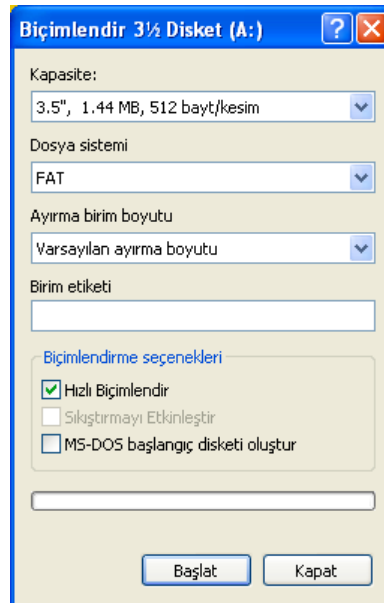 Biçimlendir 3½ Disket (A:)
Kapasite:
3.5", 1.44 MB, 512 bayt/kesim
Dosya sistemi
FAT
Ayırma birim boyutu
Varsayılan ayırma boyutu
Birim etiketi
Biçimlendirme seçenekleri
Hızlı Biçimlendir
Sıkıştırmayı Etkinleştir
MS-DOS başlangıç disketi oluştur
Başlat Kapat